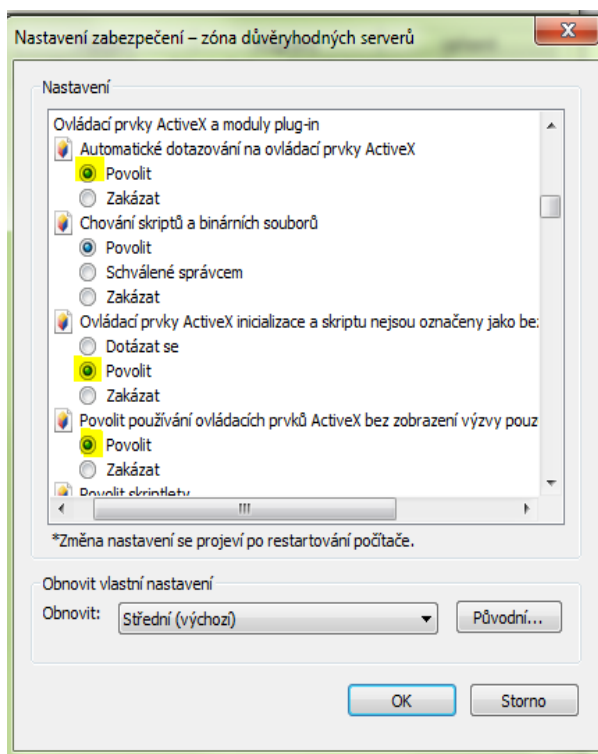 Nastavení zabezpečení – zóna důvěryhodných serverů
Nastavení
Ovládací prvky ActiveX a moduly plug-in
Automatické dotazování na ovládací prvky ActiveX
Povolit
Zakázat
Chování skriptů a binárních souborů
Povolit
Schválené správcem
Zakázat
Ovládací prvky ActiveX inicializace a skriptu nejsou označeny jako be
Dotázat se
Povolit
Zakázat
Povolit používání ovládacích prvků ActiveX bez zobrazení výzvy pouz
Povolit
Zakázat
Povolit skriptlety
*Změna nastavení se projeví po restartování počítače.
Obnovit vlastní nastavení
Obnovit: Střední (výchozí) Původní...
OK Storno